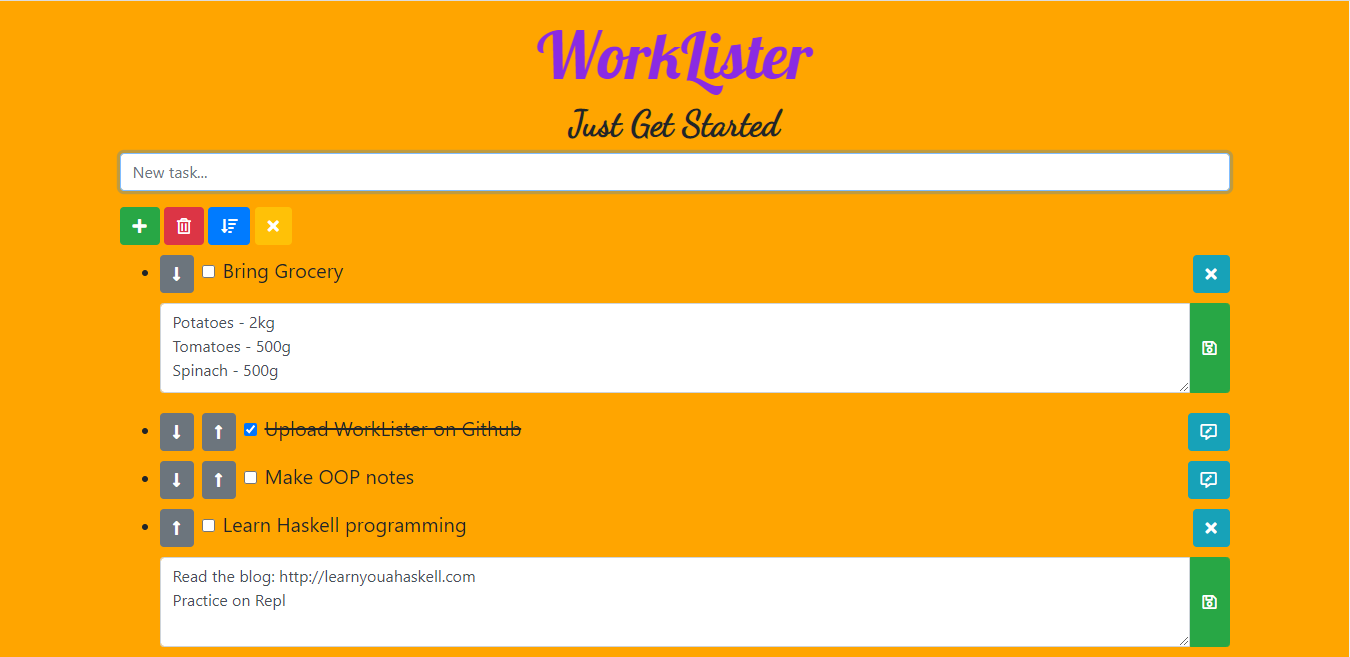 WorkLister
Just Get Started
New task...
Bring Grocery
Potatoes - 2kg
Tomatoes - 500g
Spinach - 500g
Upload WorkLister on Github
Make OOP notes
Learn Haskell programming
Read the blog: http://learnyouahaskell.com
Practice on Repl